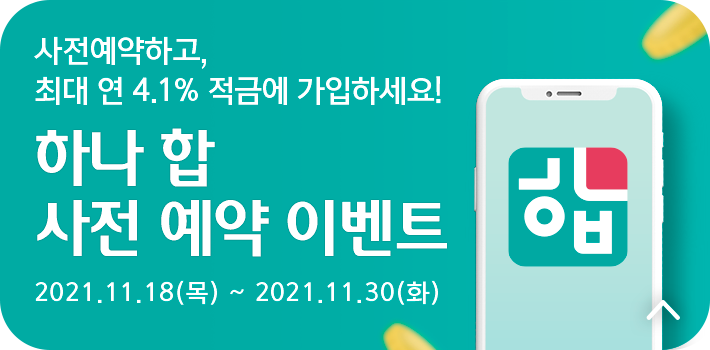 사전예약하고,
최대 연 4.1% 적금에 가입하세요!
하나 합
사전 예약 이벤트
2021.11.18(목) ~ 2021.11.30(화)
합